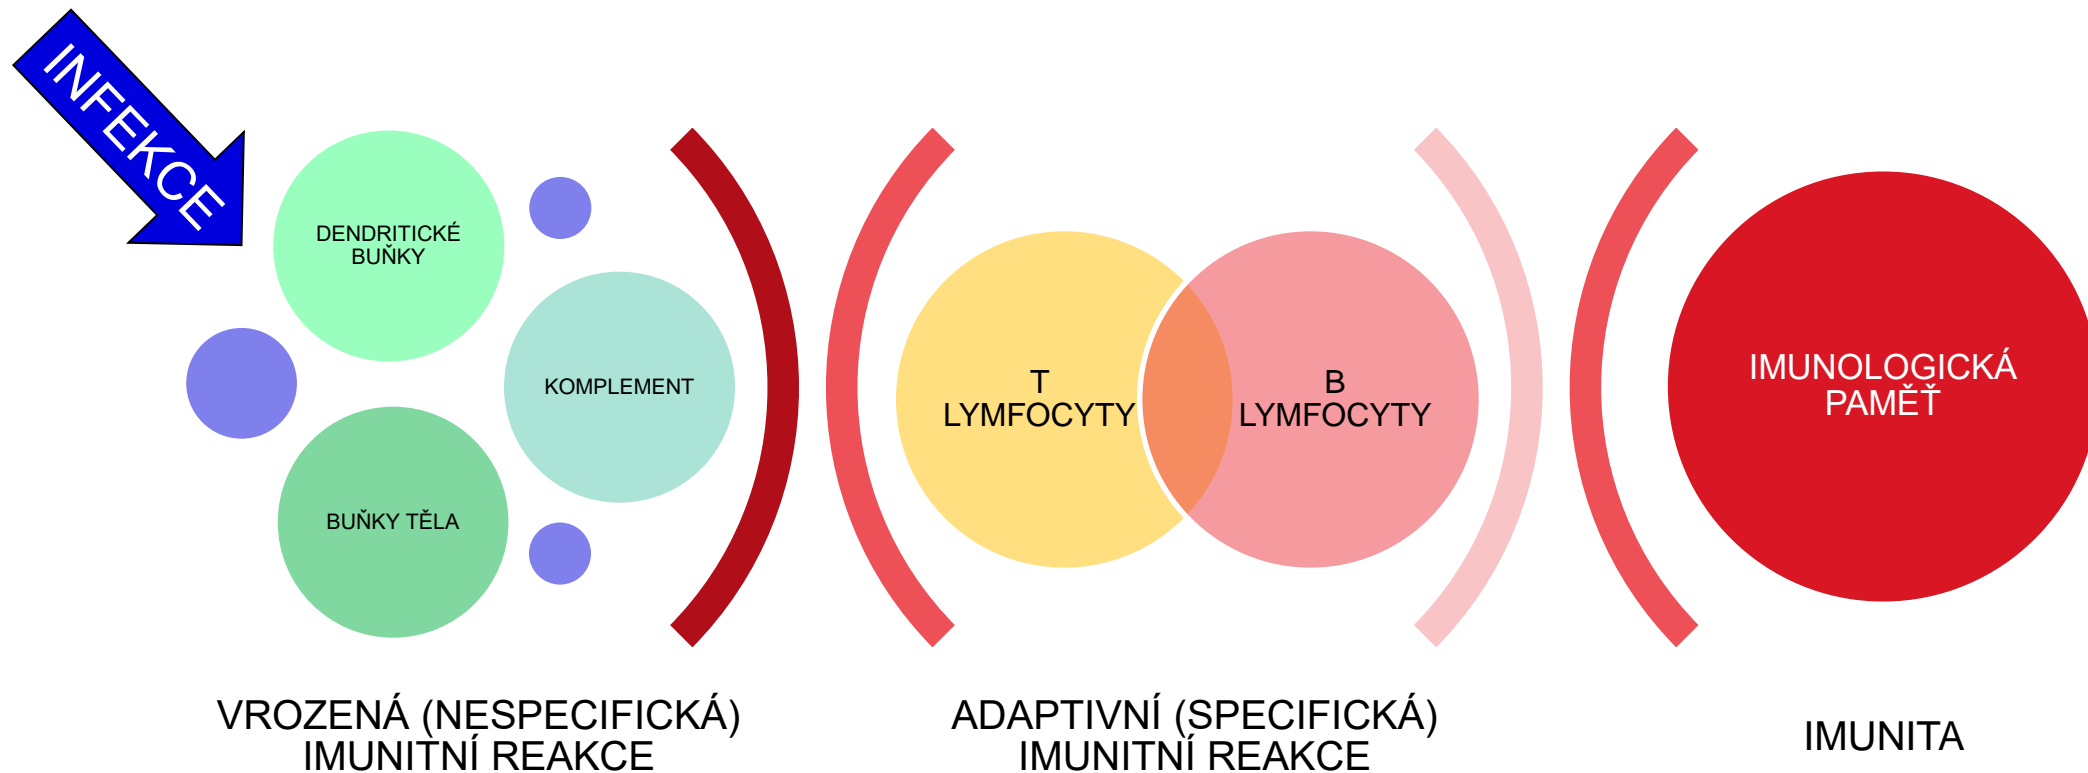 INFEKCE
DENDRITICKÉ
BUŇKY
KOMPLEMENT
BUŇKY TĚLA
T
LYMFOCYTY
B
LYMFOCYTY
IMUNOLOGICKÁ
PAMĚŤ
VROZENÁ (NESPECIFICKÁ)
IMUNITNÍ REAKCE
ADAPTIVNÍ (SPECIFICKÁ)
IMUNITNÍ REAKCE
IMUNITA